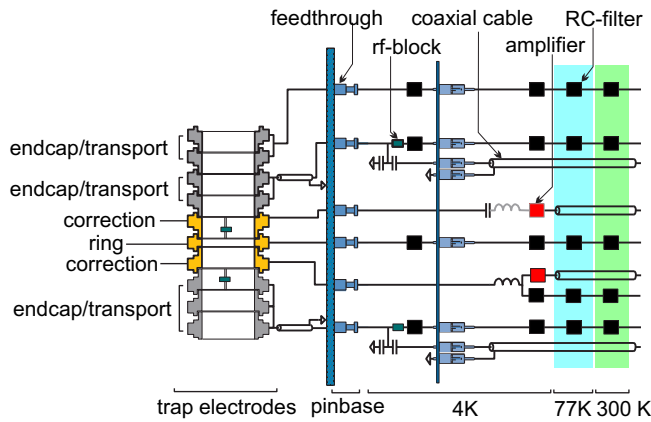 feedthrough
coaxial cable
RC-filter
rf-block
amplifier
endcap/transport
endcap/transport
correction
ring
correction
endcap/transport
trap electrodes
pinbase
4K
77K
300 K